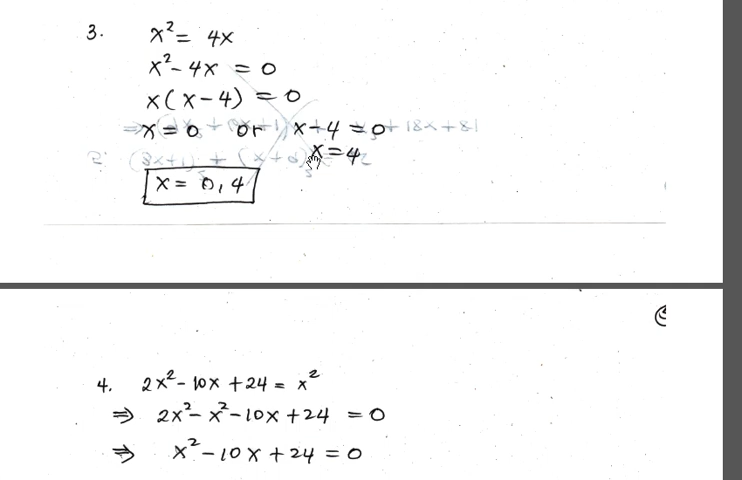 3. x² = 4x
x² - 4x = 0
x(x-4) = 0
⇒ x = 0 or x-4 = 0
x = 4
x = 0, 4
4. 2x² - 10x + 24 = x²
⇒ 2x² - x² - 10x + 24 = 0
⇒ x² - 10x + 24 = 0